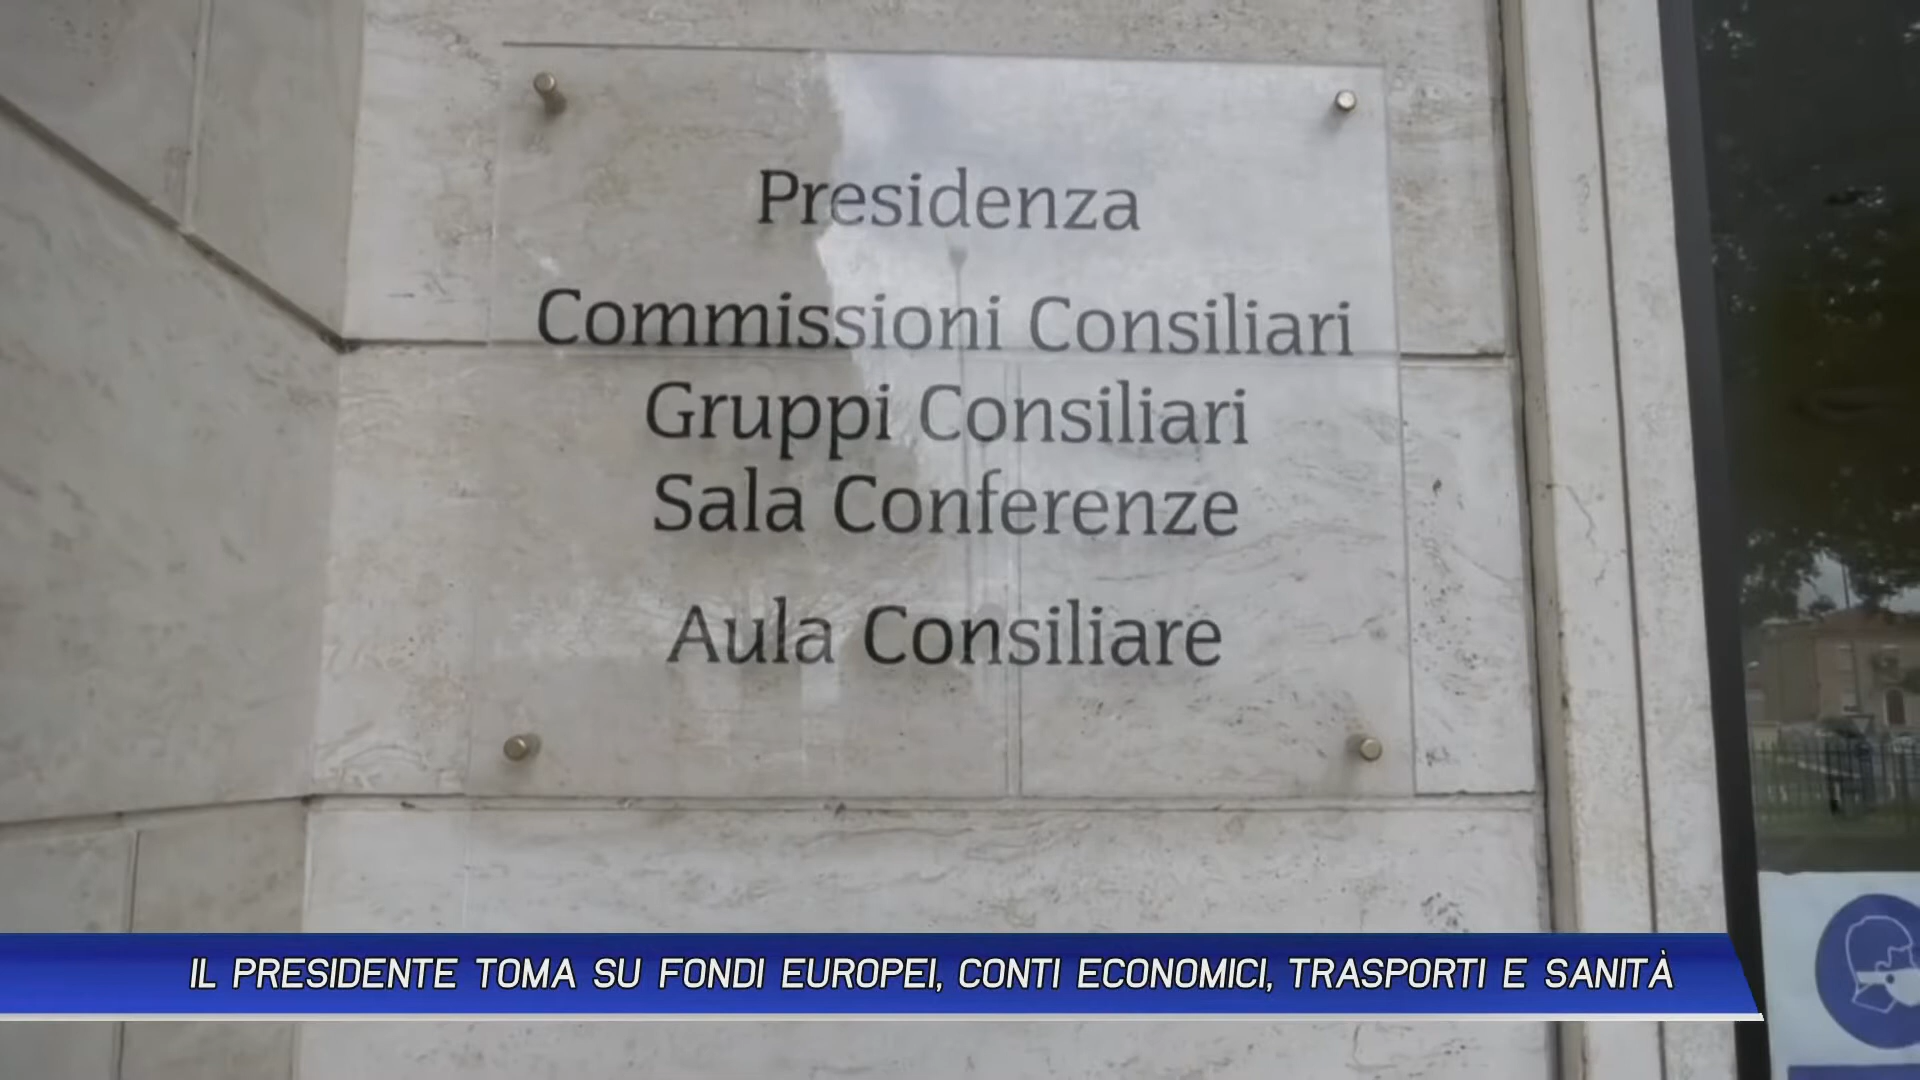 Presidenza
Commissioni Consiliari
Gruppi Consiliari
Sala Conferenze
Aula Consiliare
IL PRESIDENTE TOMA SU FONDI EUROPEI, CONTI ECONOMICI, TRASPORTI E SANITÀ